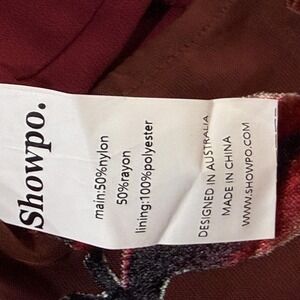 Showpo.
main:50%nylon
50%rayon
lining:100%polyester
DESIGNED IN AUSTRALIA
MADE IN CHINA
WWW.SHOWPO.COM